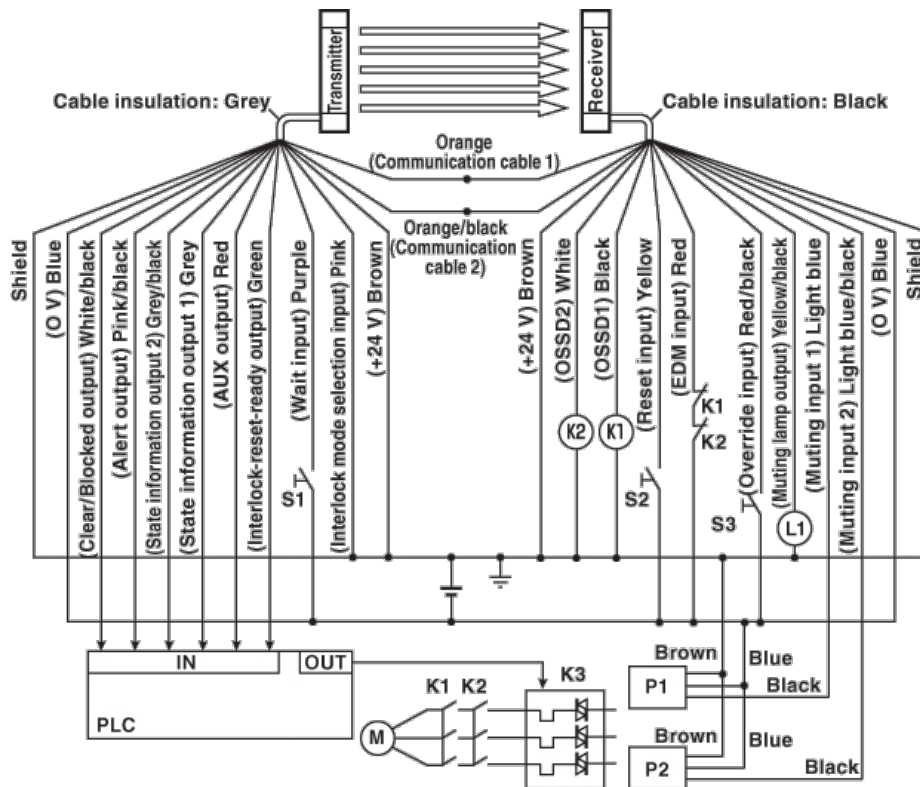 Transmitter
Receiver
Cable insulation: Grey
Cable insulation: Black
Orange
(Communication cable 1)
Orange/black
(Communication
cable 2)
Shield
(O V) Blue
(Clear/Blocked output) White/black
(Alert output) Pink/black
(State information output 2) Grey/black
(State information output 1) Grey
(AUX output) Red
(Interlock-reset-ready output) Green
(Wait input) Purple
(Interlock mode selection input) Pink
(+24 V) Brown
(+24 V) Brown
(OSSD2) White
(OSSD1) Black
(Reset input) Yellow
(EDM input) Red
(Override input) Red/black
(Muting lamp output) Yellow/black
(Muting input 1) Light blue
(Muting input 2) Light blue/black
(O V) Blue
Shield
K1
K2
K2
K1
S1
S2
S3
L1
IN
OUT
PLC
K1 K2
K3
M
Brown
Blue
Black
P1
Brown
Blue
Black
P2